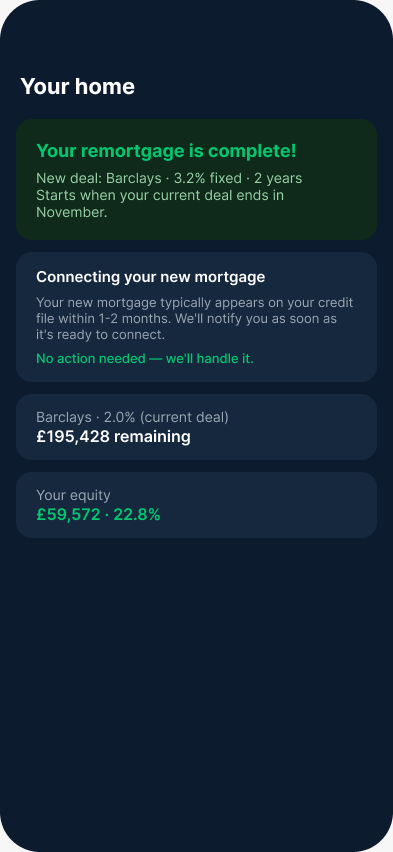 Your home
Your remortgage is complete!
New deal: Barclays · 3.2% fixed · 2 years
Starts when your current deal ends in
November.
Connecting your new mortgage
Your new mortgage typically appears on your credit
file within 1-2 months. We'll notify you as soon as
it's ready to connect.
No action needed — we'll handle it.
Barclays · 2.0% (current deal)
£195,428 remaining
Your equity
£59,572 · 22.8%